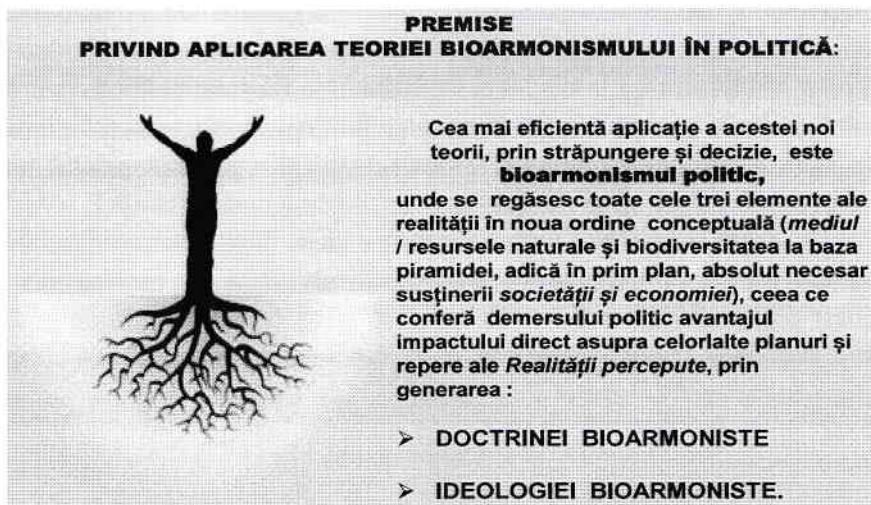 PREMISE
PRIVIND APLICAREA TEORIEI BIOARMONISMULUI ÎN POLITICĂ:
Cea mai eficientă aplicație a acestei noi
teorii, prin străpungere și decizie, este
bioarmonismul politic,
unde se regăsesc toate cele trei elemente ale
realității în noua ordine conceptuală (mediul
/ resursele naturale și biodiversitatea la baza
piramidei, adică în prim plan, absolut necesar
susținerii societății și economiei), ceea ce
conferă demersului politic avantajul
impactului direct asupra celorlalte planuri și
repere ale Realității percepute, prin
generarea :
➢ DOCTRINEI BIOARMONISTE
➢ IDEOLOGIEI BIOARMONISTE.